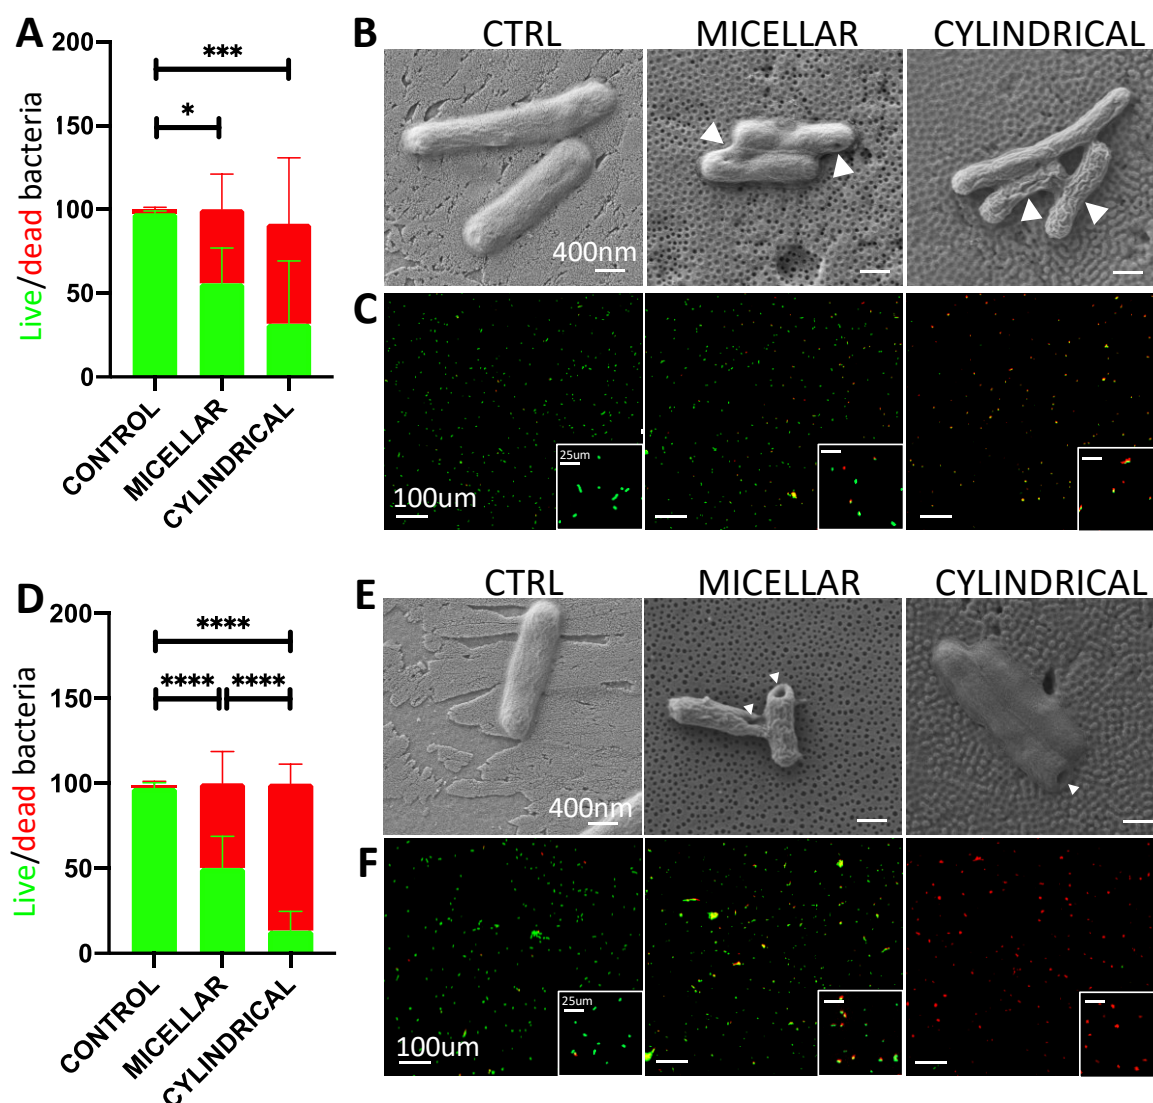 A
200
150
100
50
0
Live/dead bacteria
***
*
CONTROL
MICELLAR
CYLINDRICAL
B
CTRL
MICELLAR
CYLINDRICAL
400nm
C
25um
100um
D
200
150
100
50
0
Live/dead bacteria
****
**** ****
CONTROL
MICELLAR
CYLINDRICAL
E
CTRL
MICELLAR
CYLINDRICAL
400nm
F
25um
100um